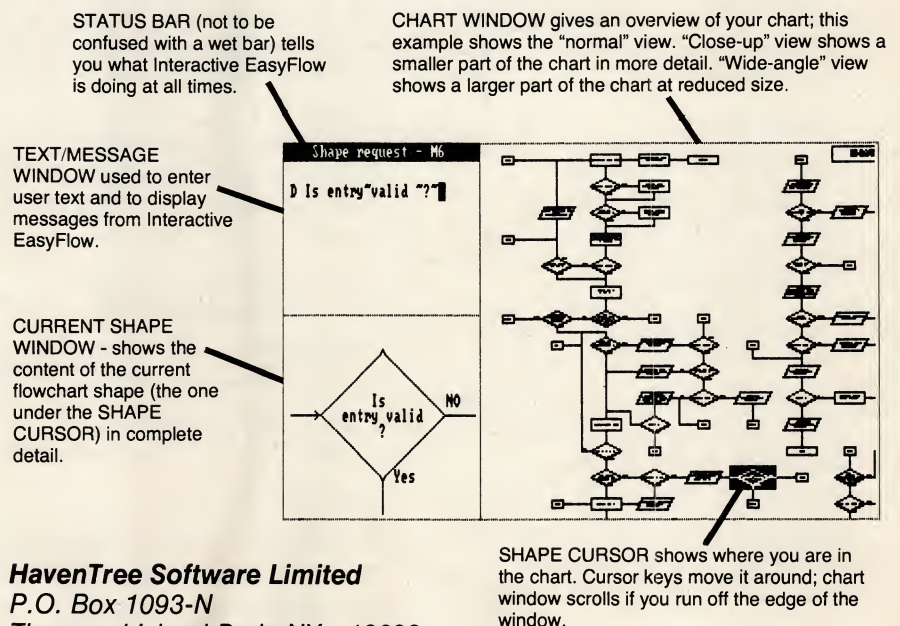 STATUS BAR (not to be
confused with a wet bar) tells
you what Interactive EasyFlow
is doing at all times.
CHART WINDOW gives an overview of your chart; this
example shows the “normal” view. “Close-up” view shows a
smaller part of the chart in more detail. “Wide-angle” view
shows a larger part of the chart at reduced size.
TEXT/MESSAGE
WINDOW used to enter
user text and to display
messages from Interactive
EasyFlow.
Shape request - M6
D Is entry~valid ~?~
CURRENT SHAPE
WINDOW - shows the
content of the current
flowchart shape (the one
under the SHAPE
CURSOR) in complete
detail.
Is
entry valid
?
NO
Yes
SHAPE CURSOR shows where you are in
the chart. Cursor keys move it around; chart
window scrolls if you run off the edge of the
window.
HavenTree Software Limited
P.O. Box 1093-N